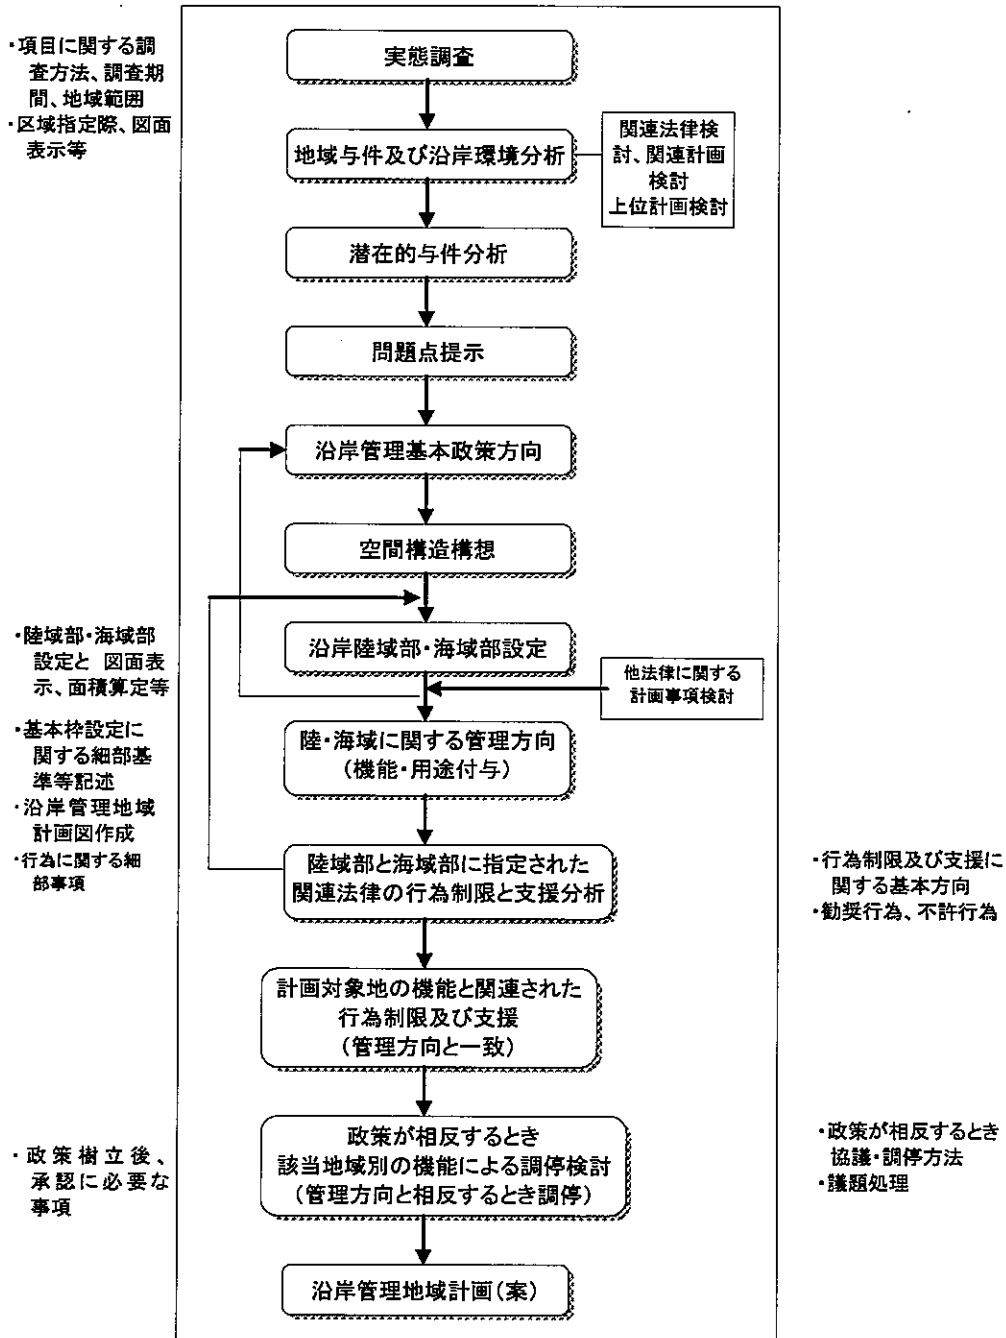 ・項目に関する調
査方法、調査期
間、地域範囲
・区域指定際、図面
表示等
実態調査
地域与件及び沿岸環境分析
関連法律検
討、関連計画
検討
上位計画検討
潜在的与件分析
問題点提示
沿岸管理基本政策方向
空間構造構想
沿岸陸域部・海域部設定
・陸域部・海域部
設定と 図面表
示、面積算定等
他法律に関する
計画事項検討
・基本枠設定に
関する細部基
準等記述
・沿岸管理地域
計画図作成
・行為に関する細
部事項
陸・海域に関する管理方向
(機能・用途付与)
陸域部と海域部に指定された
関連法律の行為制限と支援分析
・行為制限及び支援に
関する基本方向
・勧奨行為、不許行為
計画対象地の機能と関連された
行為制限及び支援
(管理方向と一致)
政策が相反するとき
該当地域別の機能による調停検討
(管理方向と相反するとき調停)
・政策樹立後、
承認に必要な
事項
・政策が相反するとき
協議・調停方法
・議題処理
沿岸管理地域計画(案)